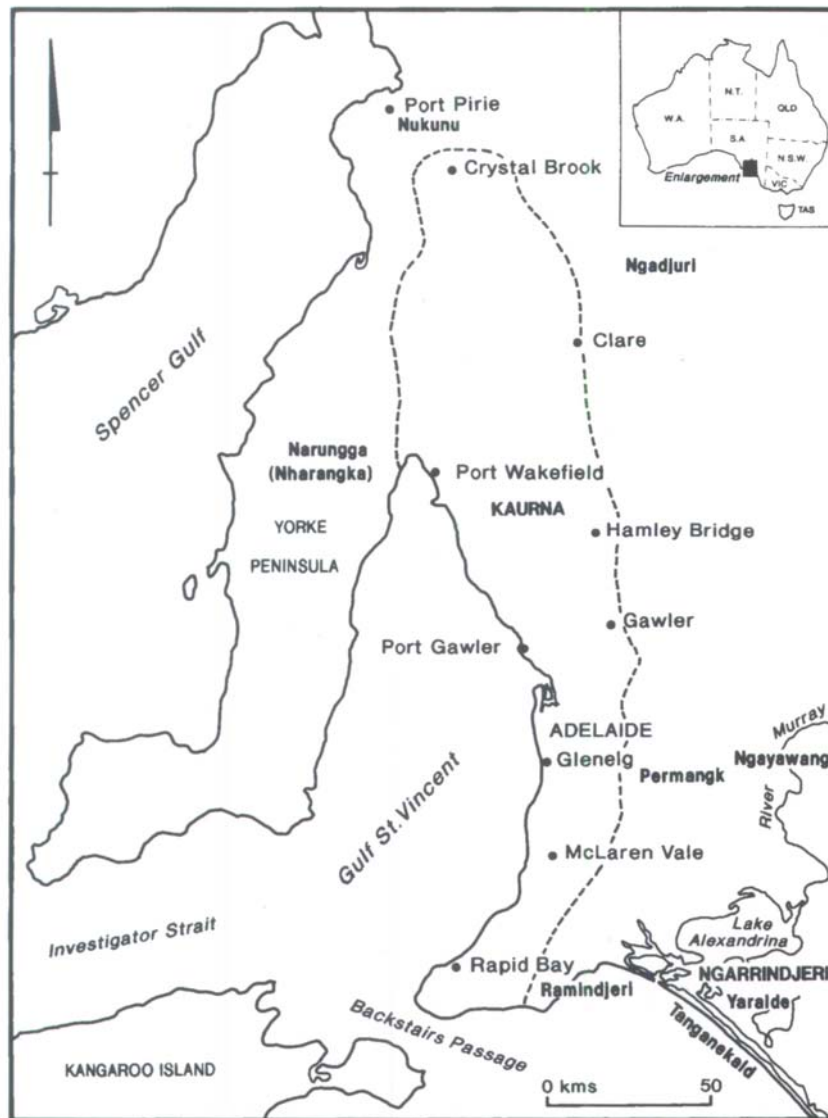 Port Pirie
Nukunu
Crystal Brook
W.A.
N.T.
QLD
S.A
N.S.W.
Enlargement
VIC
TAS
Ngadjuri
Clare
Spencer Gulf
Narungga
(Nharangka)
Port Wakefield
KAURNA
YORKE
PENINSULA
Hamley Bridge
Gawler
Port Gawler
ADELAIDE
Glenelg
Murray
River
Ngayawang
Permangk
Gulf St. Vincent
McLaren Vale
Investigator Strait
Lake
Alexandrina
Rapid Bay
NGARRINDJERI
Ramindjeri
Yaralde
Tanganekald
Backstairs Passage
KANGAROO ISLAND
0 kms 50